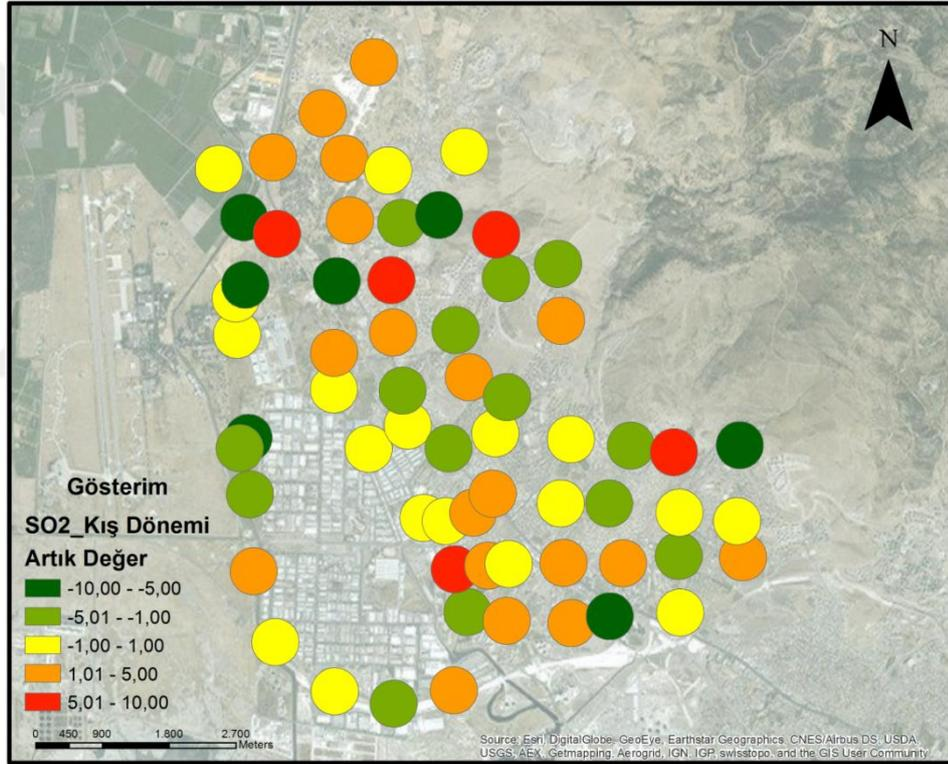 N
Gösterim
SO2_Kış Dönemi
Artık Değer
-10,00 - -5,00
-5,01 - -1,00
-1,00 - 1,00
1,01 - 5,00
5,01 - 10,00
0 450 900 1.800 2.700
Meters
Source: Esri, DigitalGlobe, GeoEye, Earthstar Geographics, CNES/Airbus DS, USDA,
USGS, AEX, Getmapping, Aerogrid, IGN, IGP, swisstopo, and the GIS User Community